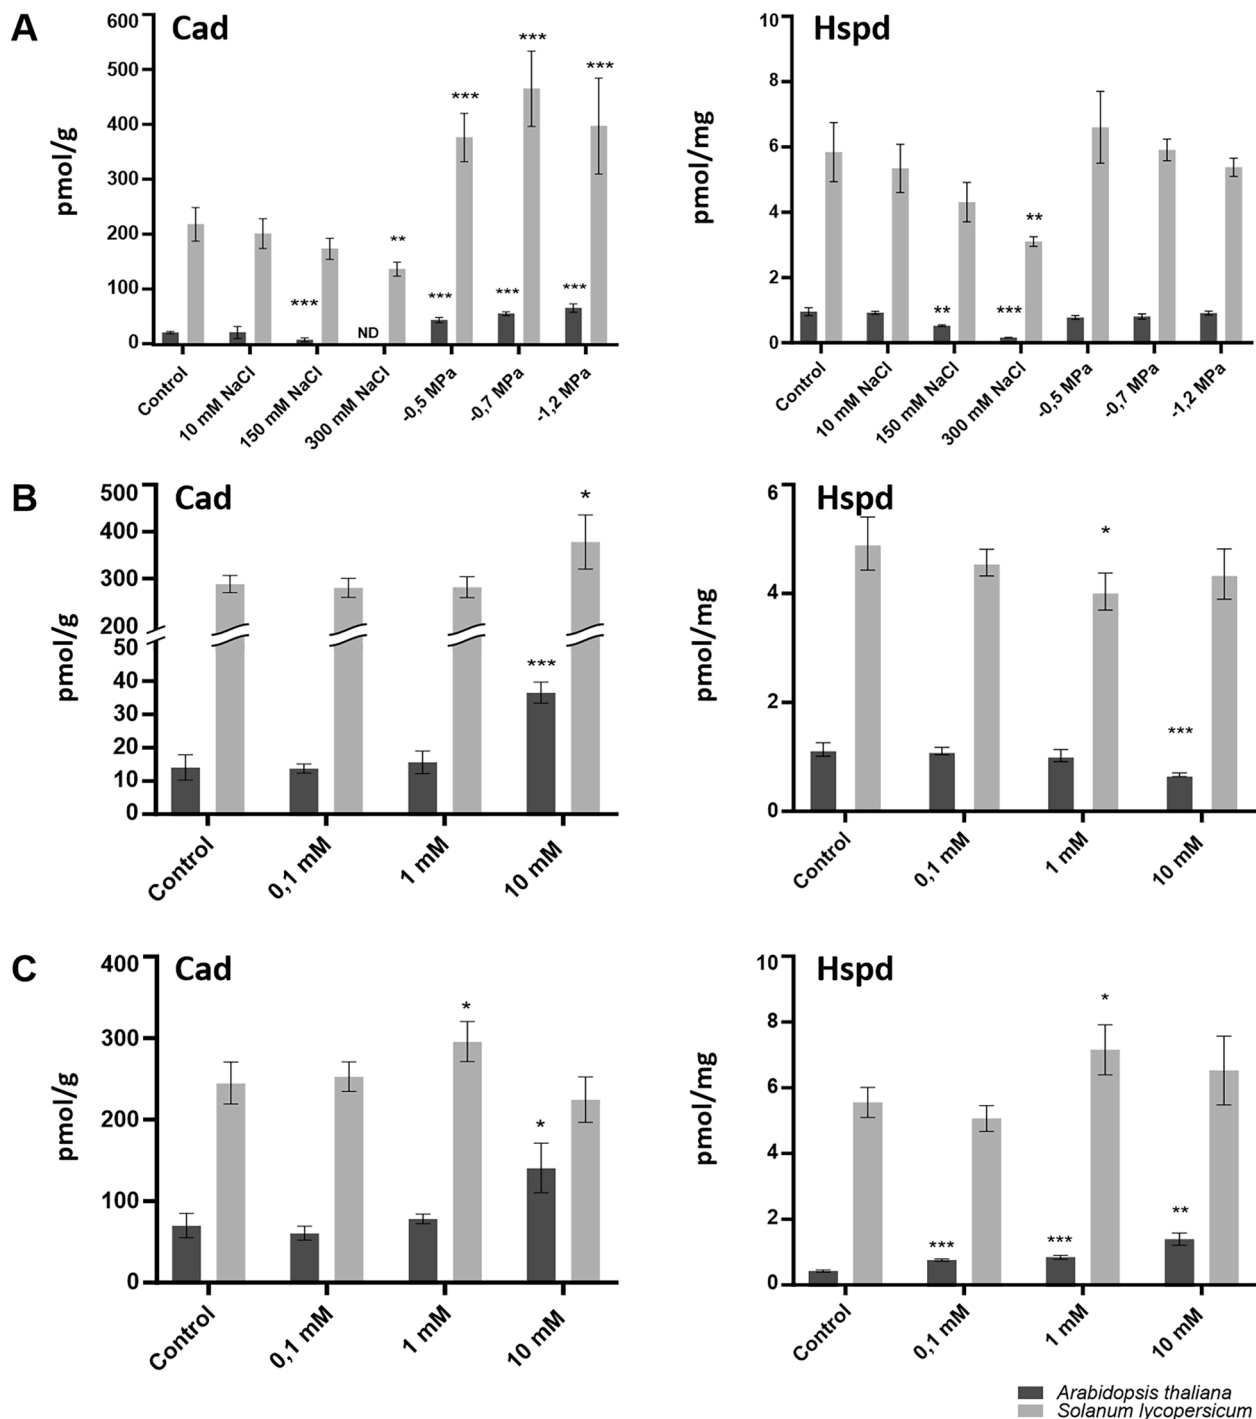 A
Cad
pmol/g
600
500
400
300
200
100
0
***
***
***
**
***
ND
***
***
***
Control
10 mM NaCl
150 mM NaCl
300 mM NaCl
-0,5 MPa
-0,7 MPa
-1,2 MPa
Hspd
pmol/mg
10
8
6
4
2
0
**
**
***
Control
10 mM NaCl
150 mM NaCl
300 mM NaCl
-0,5 MPa
-0,7 MPa
-1,2 MPa
B
Cad
pmol/g
500
400
300
200
50
40
30
20
10
0
*
***
Control
0,1 mM
1 mM
10 mM
Hspd
pmol/mg
6
4
2
0
*
***
Control
0,1 mM
1 mM
10 mM
C
Cad
pmol/g
400
300
200
100
0
*
*
Control
0,1 mM
1 mM
10 mM
Hspd
pmol/mg
10
8
6
4
2
0
*
***
***
**
Control
0,1 mM
1 mM
10 mM
Arabidopsis thaliana
Solanum lycopersicum